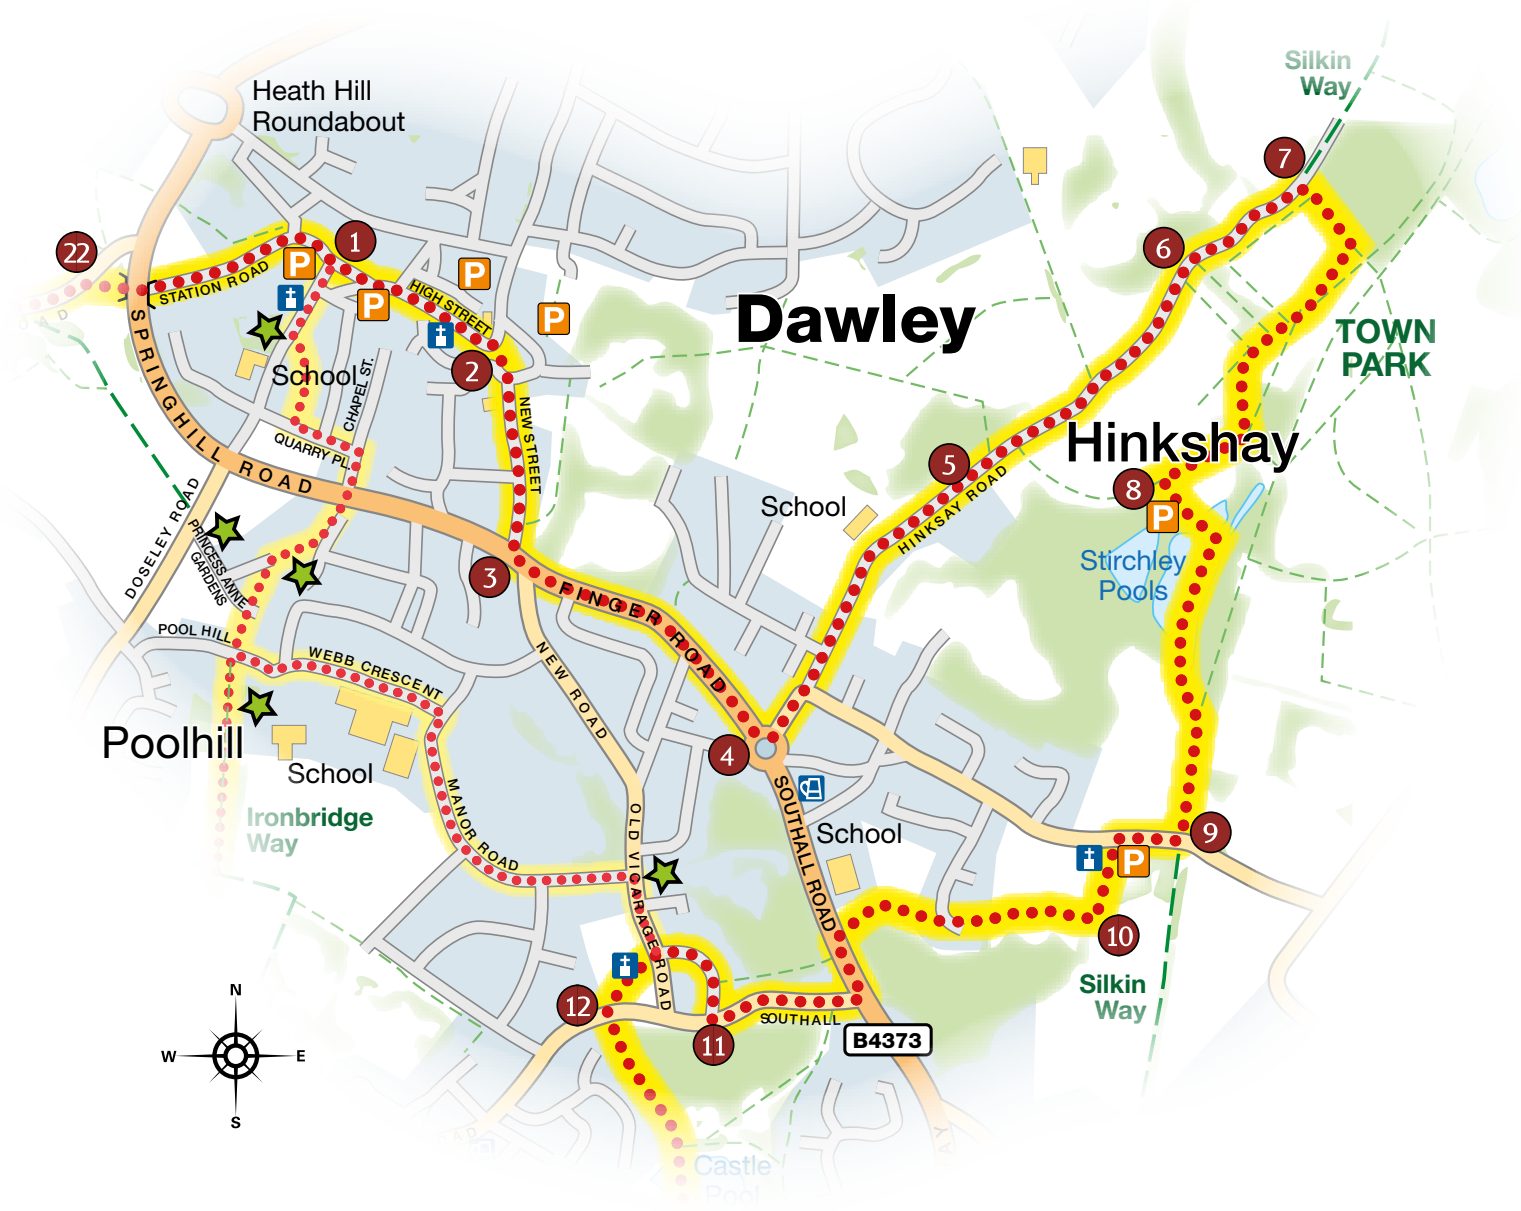 Silkin
Way
Heath Hill
Roundabout
7
22
1
6
P
P
STATION ROAD
HIGH STREET
P
P
Dawley
TOWN
PARK
SPRINGHILL ROAD
School
2
CHAPEL ST.
NEW STREET
QUARRY PL.
Hinkshay
5
8
P
School
HINKSAY ROAD
DOSELEY ROAD
PRINCESS ANNE
GARDENS
3
Stirchley
Pools
FINGER ROAD
POOL HILL
WEBB CRESCENT
NEW ROAD
Poolhill
School
4
SOUTHALL ROAD
MANOR ROAD
OLD VICARAGE ROAD
Ironbridge
Way
School
9
P
10
Silkin
Way
12
11
SOUTHALL
B4373
N
W
E
S
Castle
Pool